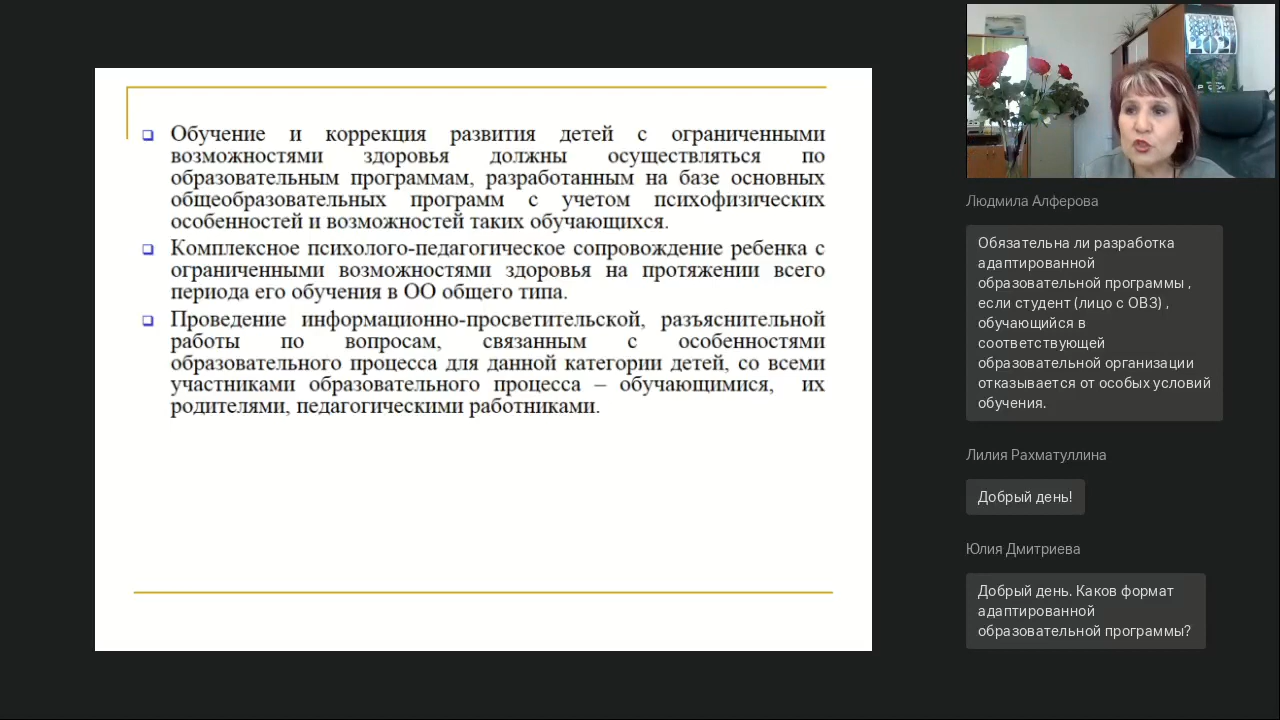 Обучение и коррекция развития детей с ограниченными
возможностями здоровья должны осуществляться по
образовательным программам, разработанным на базе основных
общеобразовательных программ с учетом психофизических
особенностей и возможностей таких обучающихся.
Комплексное психолого-педагогическое сопровождение ребенка с
ограниченными возможностями здоровья на протяжении всего
периода его обучения в ОО общего типа.
Проведение информационно-просветительской, разъяснительной
работы по вопросам, связанным с особенностями
образовательного процесса для данной категории детей, со всеми
участниками образовательного процесса – обучающимися, их
родителями, педагогическими работниками.
202
Людмила Алферова
Обязательна ли разработка
адаптированной
образовательной программы ,
если студент (лицо с ОВЗ) ,
обучающийся в
соответствующей
образовательной организации
отказывается от особых условий
обучения.
Лилия Рахматуллина
Добрый день!
Юлия Дмитриева
Добрый день. Каков формат
адаптированной
образовательной программы?